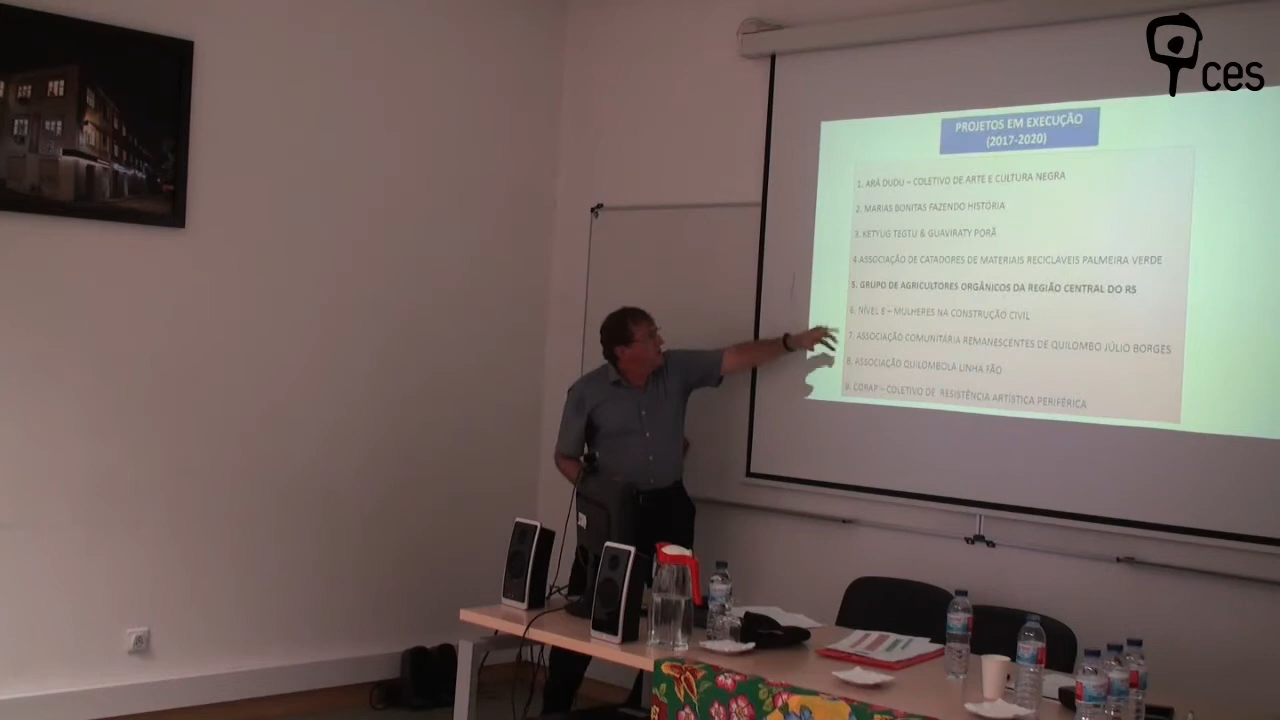 ces
PROJETOS EM EXECUÇÃO
(2017-2020)
1. ARÁ DUDU – COLETIVO DE ARTE E CULTURA NEGRA
2. MARIAS BONITAS FAZENDO HISTÓRIA
3. KETYUG TEGTU & GUAVIRATY PORÃ
4.ASSOCIAÇÃO DE CATADORES DE MATERIAIS RECICLÁVEIS PALMEIRA VERDE
5. GRUPO DE AGRICULTORES ORGÂNICOS DA REGIÃO CENTRAL DO RS
6. NÍVEL 8 – MULHERES NA CONSTRUÇÃO CIVIL
7. ASSOCIAÇÃO COMUNITÁRIA REMANESCENTES DE QUILOMBO JÚLIO BORGES
8. ASSOCIAÇÃO QUILOMBOLA LINHA FÃO
9. CORAP – COLETIVO DE RESISTÊNCIA ARTÍSTICA PERIFÉRICA